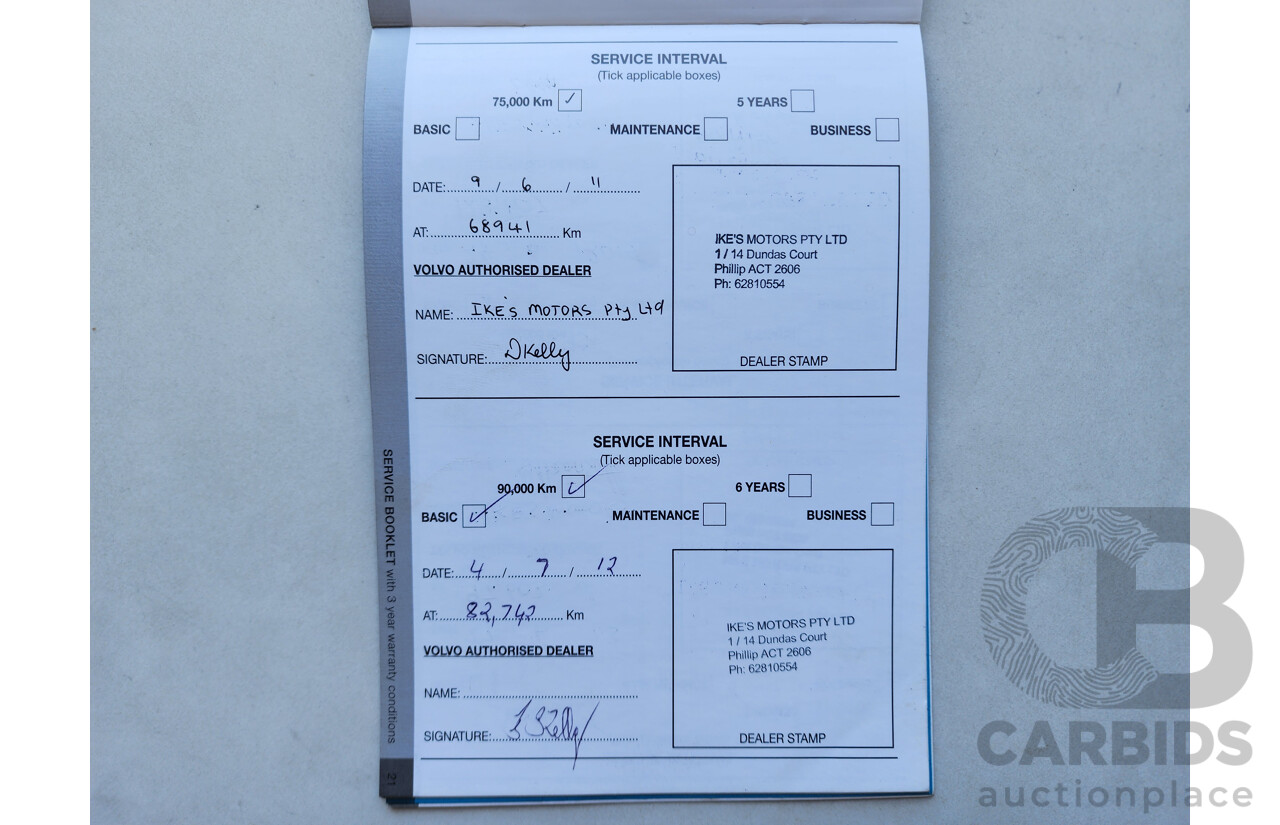 SERVICE INTERVAL
(Tick applicable boxes)
75,000 Km ✓ 5 YEARS
BASIC MAINTENANCE BUSINESS
DATE: 9 / 6 / 11
AT: 68941 Km
VOLVO AUTHORISED DEALER
NAME: IKE'S MOTORS Pty Ltd
SIGNATURE: DKelly
IKE'S MOTORS PTY LTD
1 / 14 Dundas Court
Phillip ACT 2606
Ph: 62810554
DEALER STAMP
SERVICE INTERVAL
(Tick applicable boxes)
90,000 Km ✓ 6 YEARS
BASIC ✓ MAINTENANCE BUSINESS
DATE: 4 / 7 / 12
AT: 82,742 Km
VOLVO AUTHORISED DEALER
NAME:
SIGNATURE: Kelly
IKE'S MOTORS PTY LTD
1 / 14 Dundas Court
Phillip ACT 2606
Ph: 62810554
DEALER STAMP
SERVICE BOOKLET with 3 year warranty conditions
21
CB
CARBIDS
auctionplace